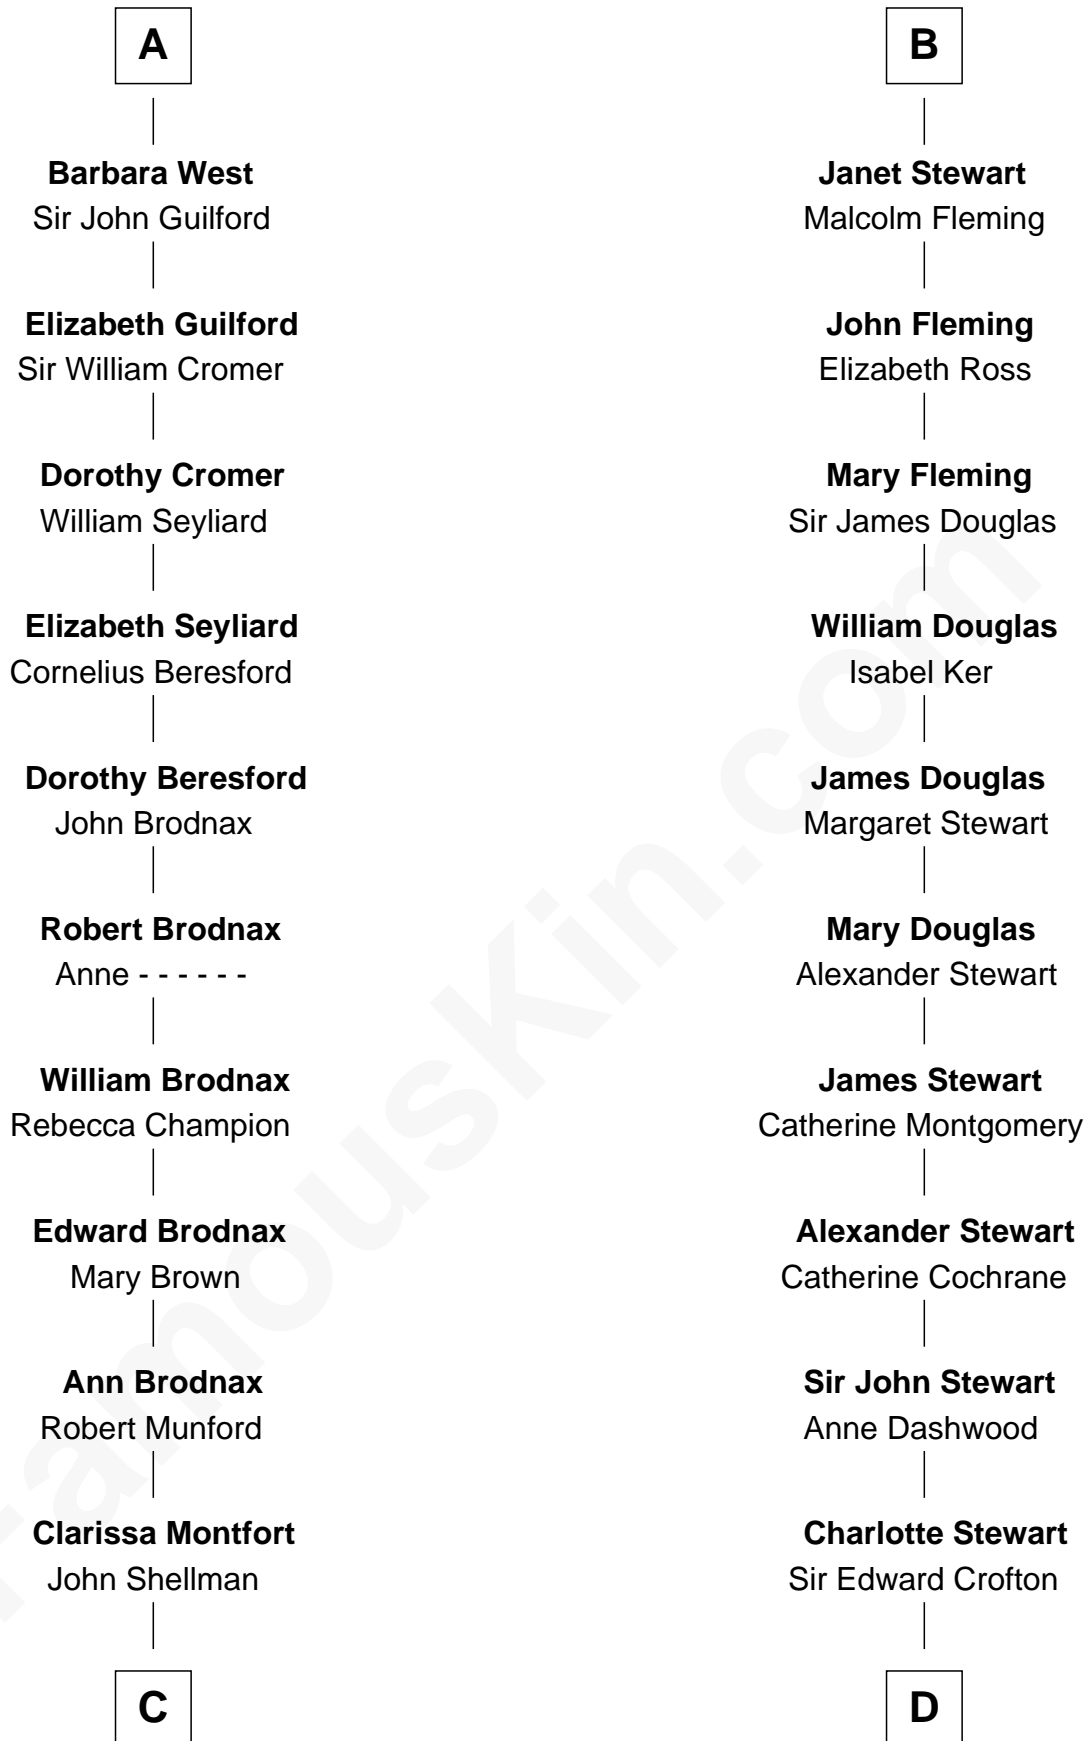 A
Barbara West
Sir John Guilford
Elizabeth Guilford
Sir William Cromer
Dorothy Cromer
William Seyliard
Elizabeth Seyliard
Cornelius Beresford
Dorothy Beresford
John Brodnax
Robert Brodnax
Anne - - - - - -
William Brodnax
Rebecca Champion
Edward Brodnax
Mary Brown
Ann Brodnax
Robert Munford
Clarissa Montfort
John Shellman
C
B
Janet Stewart
Malcolm Fleming
John Fleming
Elizabeth Ross
Mary Fleming
Sir James Douglas
William Douglas
Isabel Ker
James Douglas
Margaret Stewart
Mary Douglas
Alexander Stewart
James Stewart
Catherine Montgomery
Alexander Stewart
Catherine Cochrane
Sir John Stewart
Anne Dashwood
Charlotte Stewart
Sir Edward Crofton
D
FamousKin.com